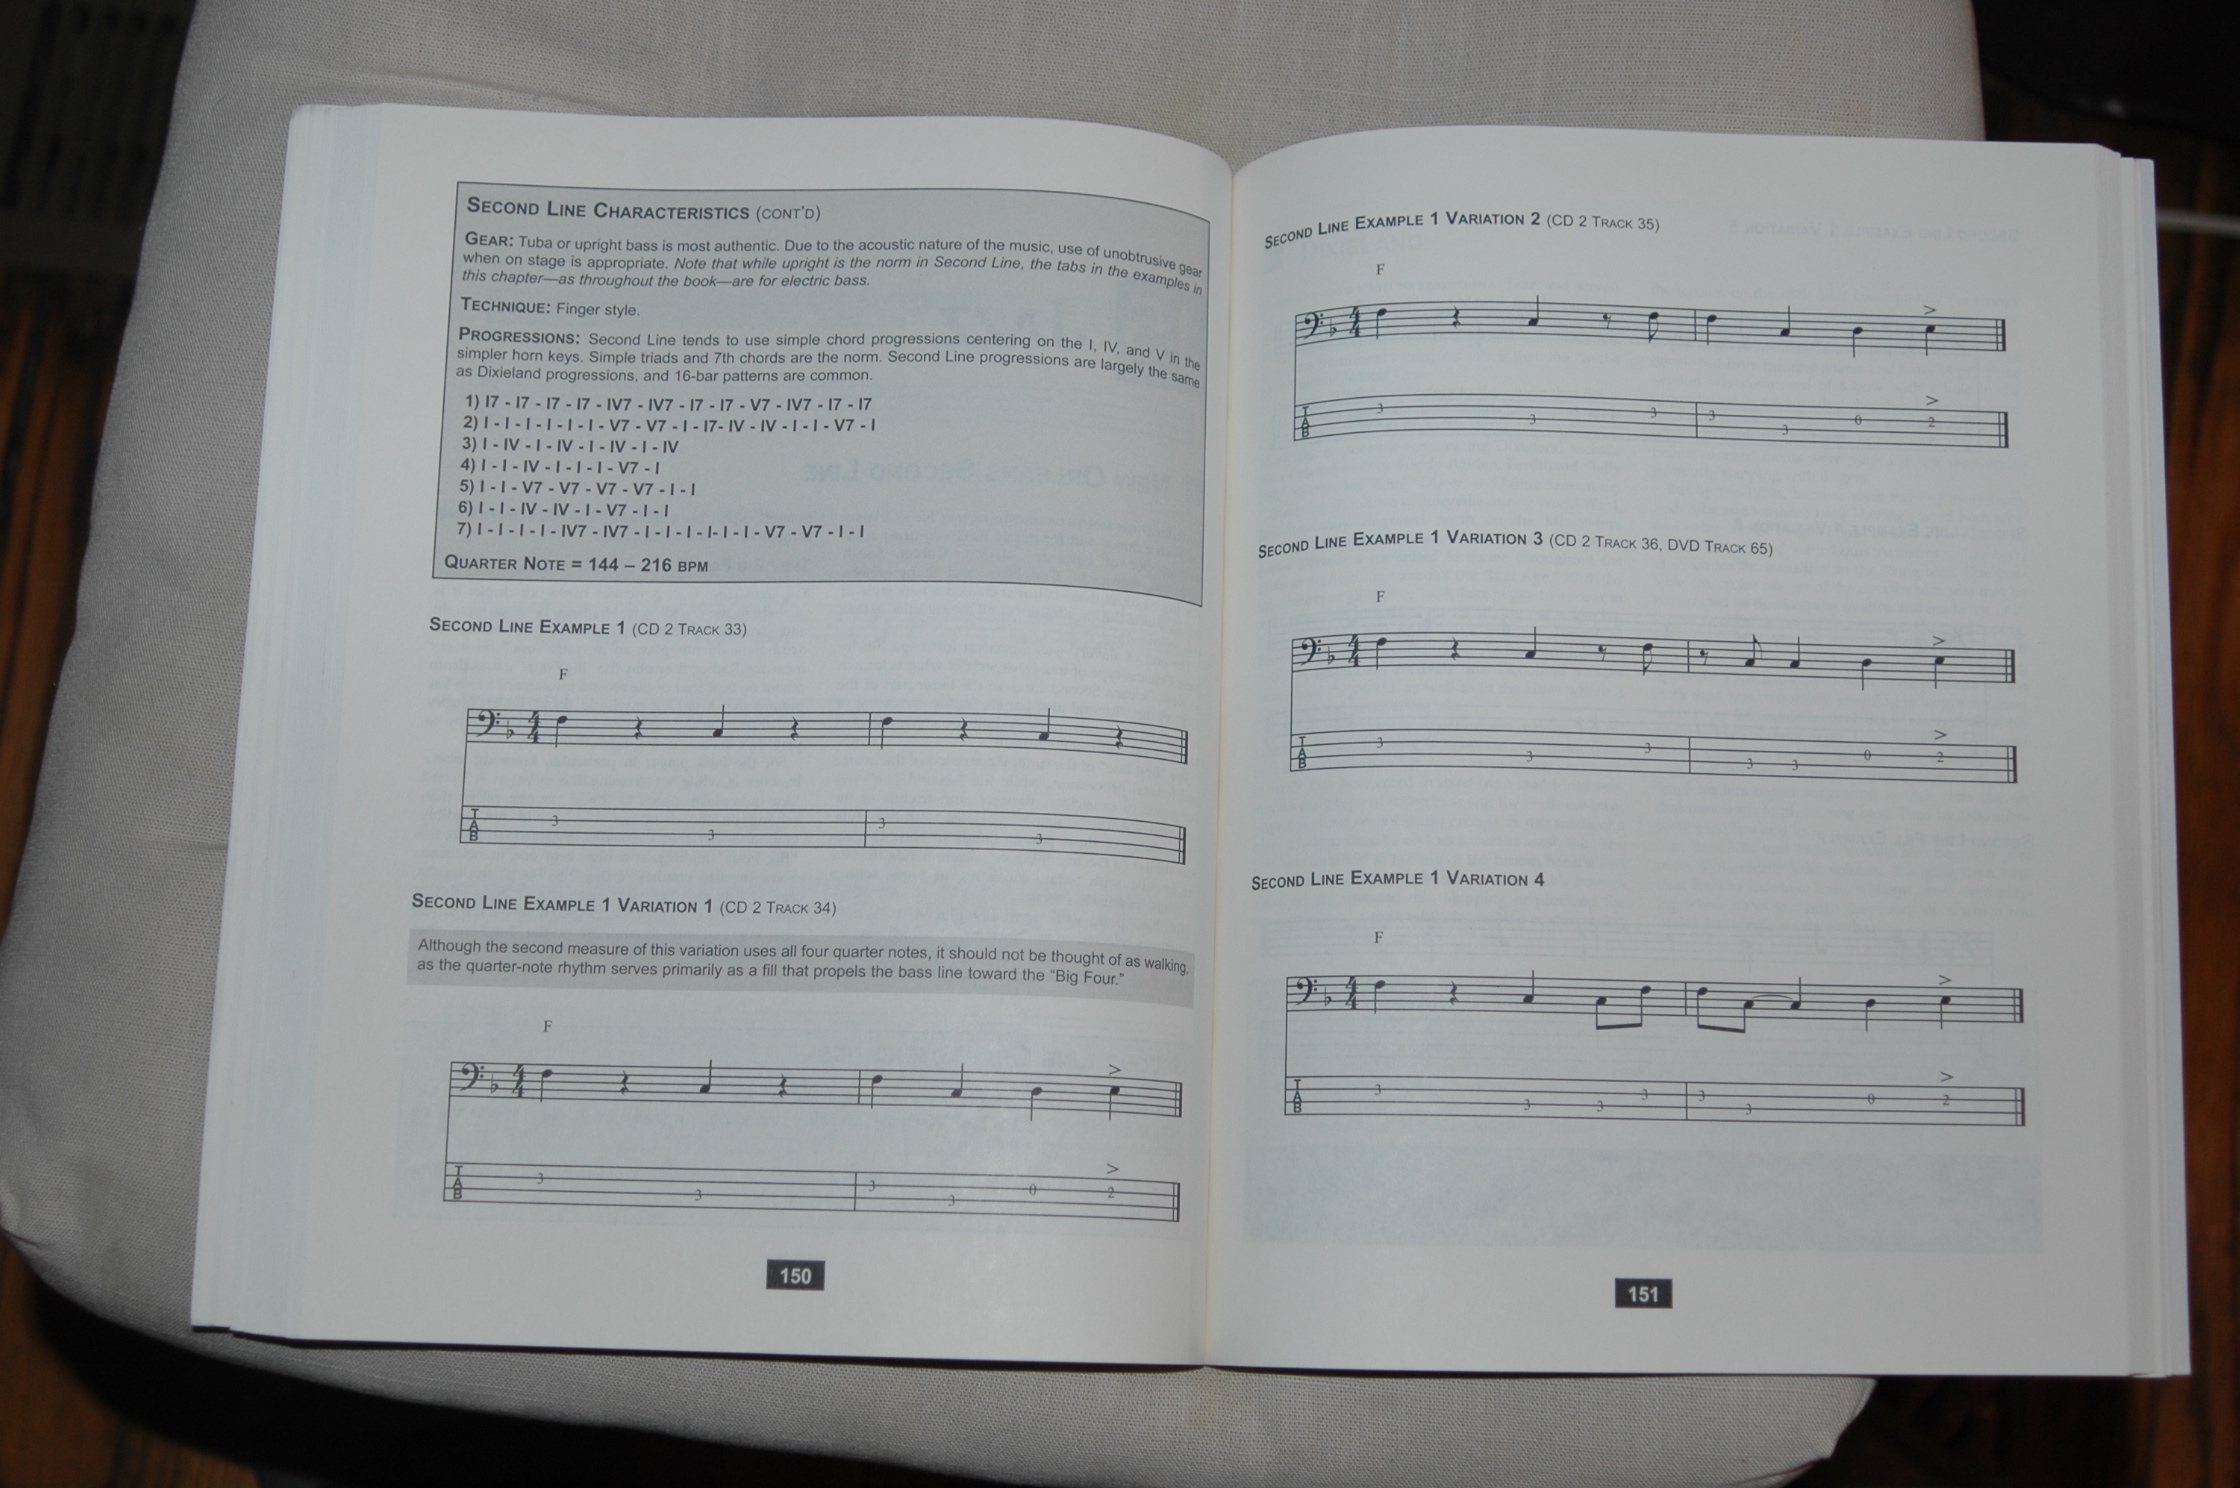 SECOND LINE CHARACTERISTICS (CONT'D)
GEAR: Tuba or upright bass is most authentic. Due to the acoustic nature of the music, use of unobtrusive gear
when on stage is appropriate. Note that while upright is the norm in Second Line, the tabs in the examples in
this chapter—as throughout the book—are for electric bass.
TECHNIQUE: Finger style.
PROGRESSIONS: Second Line tends to use simple chord progressions centering on the I, IV, and V in the
simpler horn keys. Simple triads and 7th chords are the norm. Second Line progressions are largely the same
as Dixieland progressions, and 16-bar patterns are common.
1) I7 - I7 - I7 - I7 - IV7 - IV7 - I7 - I7 - V7 - IV7 - I7 - I7
2) I - I - I - I - I - I - V7 - V7 - I - I7- IV - IV - I - I - V7 - I
3) I - IV - I - IV - I - IV - I - IV
4) I - I - IV - I - I - I - V7 - I
5) I - I - V7 - V7 - V7 - V7 - I - I
6) I - I - IV - IV - I - V7 - I - I
7) I - I - I - I - IV7 - IV7 - I - I - I - I - I - I - V7 - V7 - I - I
QUARTER NOTE = 144 – 216 BPM
SECOND LINE EXAMPLE 1 (CD 2 TRACK 33)
F
4
4
T
A
B
3 3 3 3
SECOND LINE EXAMPLE 1 VARIATION 1 (CD 2 TRACK 34)
Although the second measure of this variation uses all four quarter notes, it should not be thought of as walking,
as the quarter-note rhythm serves primarily as a fill that propels the bass line toward the “Big Four.”
F
4
4
T
A
B
3 3 3 3 0 2
150
SECOND LINE EXAMPLE 1 VARIATION 2 (CD 2 TRACK 35)
F
4
4
T
A
B
3 3 3 3 3 0 2
SECOND LINE EXAMPLE 1 VARIATION 3 (CD 2 TRACK 36, DVD TRACK 65)
F
4
4
T
A
B
3 3 3 3 3 0 2
SECOND LINE EXAMPLE 1 VARIATION 4
F
4
4
T
A
B
3 3 3 3 3 3 0 2
151